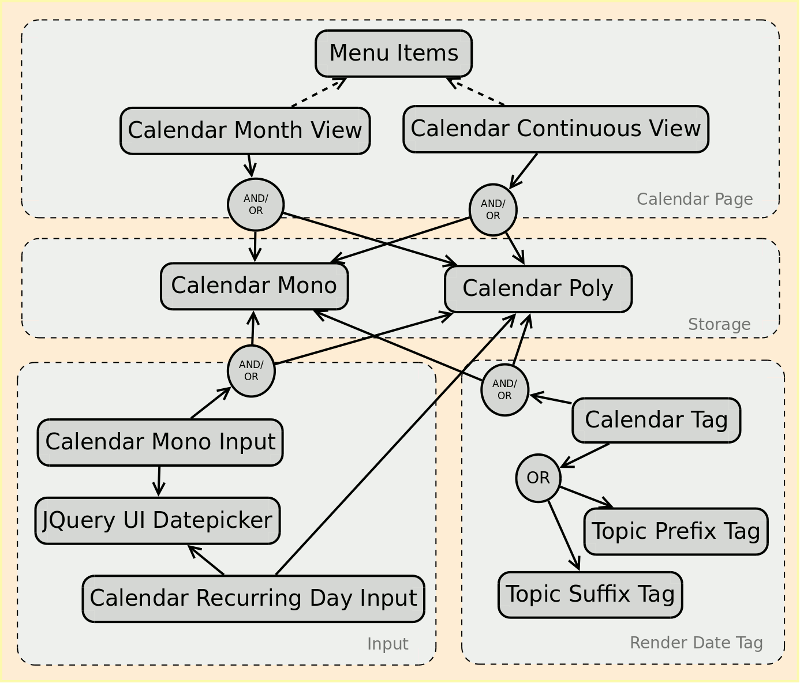 Menu Items
Calendar Month View
Calendar Continuous View
AND/
OR
AND/
OR
Calendar Page
Calendar Mono
Calendar Poly
Storage
AND/
OR
AND/
OR
Calendar Mono Input
Calendar Tag
OR
JQuery UI Datepicker
Topic Prefix Tag
Calendar Recurring Day Input
Topic Suffix Tag
Input
Render Date Tag